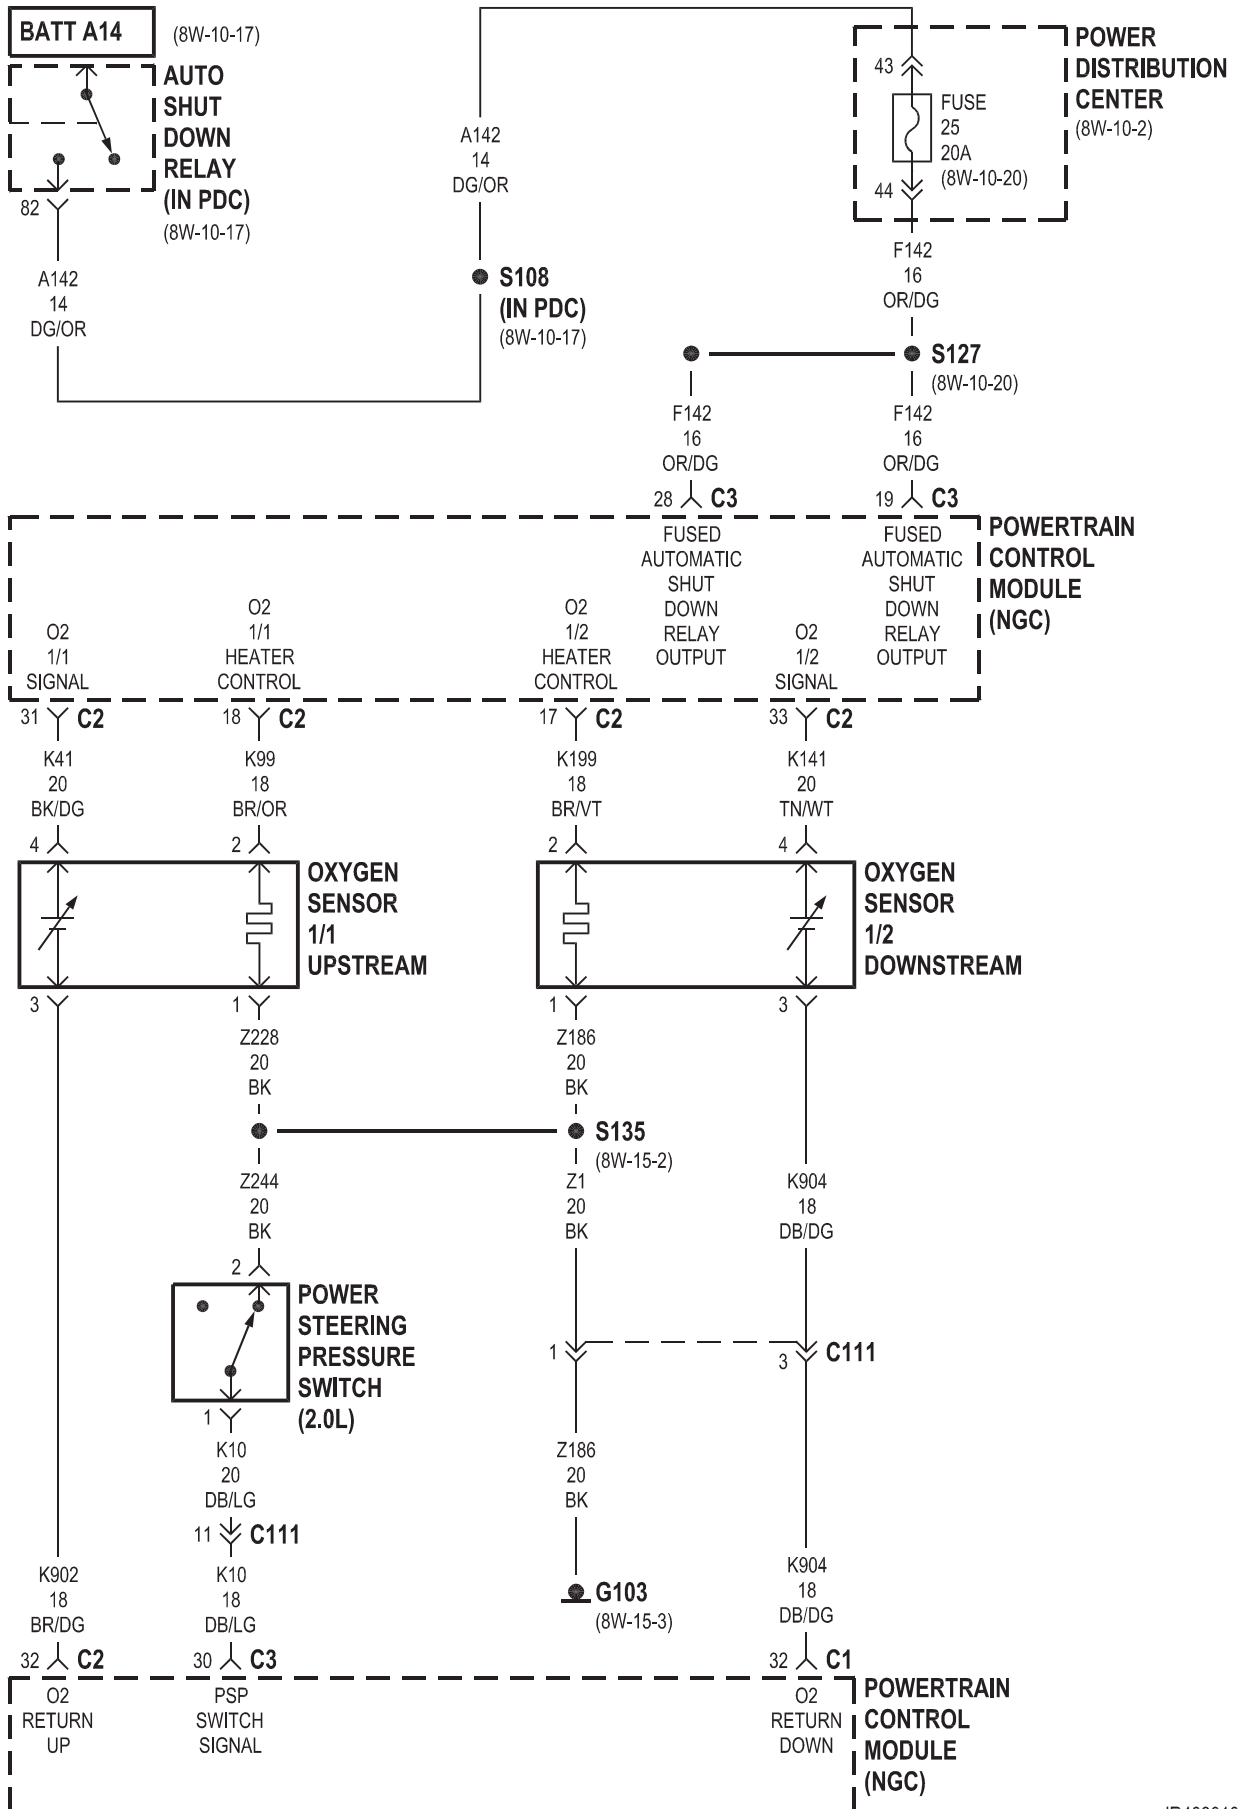 BATT A14
(8W-10-17)
AUTO
SHUT
DOWN
RELAY
(IN PDC)
(8W-10-17)
82
A142
14
DG/OR
A142
14
DG/OR
S108
(IN PDC)
(8W-10-17)
43
FUSE
25
20A
(8W-10-20)
44
POWER
DISTRIBUTION
CENTER
(8W-10-2)
F142
16
OR/DG
S127
(8W-10-20)
F142
16
OR/DG
F142
16
OR/DG
28
C3
19
C3
FUSED
AUTOMATIC
SHUT
DOWN
RELAY
OUTPUT
FUSED
AUTOMATIC
SHUT
DOWN
RELAY
OUTPUT
POWERTRAIN
CONTROL
MODULE
(NGC)
O2
1/1
SIGNAL
O2
1/1
HEATER
CONTROL
O2
1/2
HEATER
CONTROL
O2
1/2
SIGNAL
31
C2
18
C2
17
C2
33
C2
K41
20
BK/DG
K99
18
BR/OR
K199
18
BR/VT
K141
20
TN/WT
4
2
2
4
OXYGEN
SENSOR
1/1
UPSTREAM
OXYGEN
SENSOR
1/2
DOWNSTREAM
3
1
1
3
Z228
20
BK
Z186
20
BK
S135
(8W-15-2)
Z244
20
BK
Z1
20
BK
K904
18
DB/DG
2
POWER
STEERING
PRESSURE
SWITCH
(2.0L)
1
3
C111
1
K10
20
DB/LG
Z186
20
BK
11
C111
K902
18
BR/DG
K10
18
DB/LG
G103
(8W-15-3)
K904
18
DB/DG
32
C2
30
C3
32
C1
O2
RETURN
UP
PSP
SWITCH
SIGNAL
O2
RETURN
DOWN
POWERTRAIN
CONTROL
MODULE
(NGC)